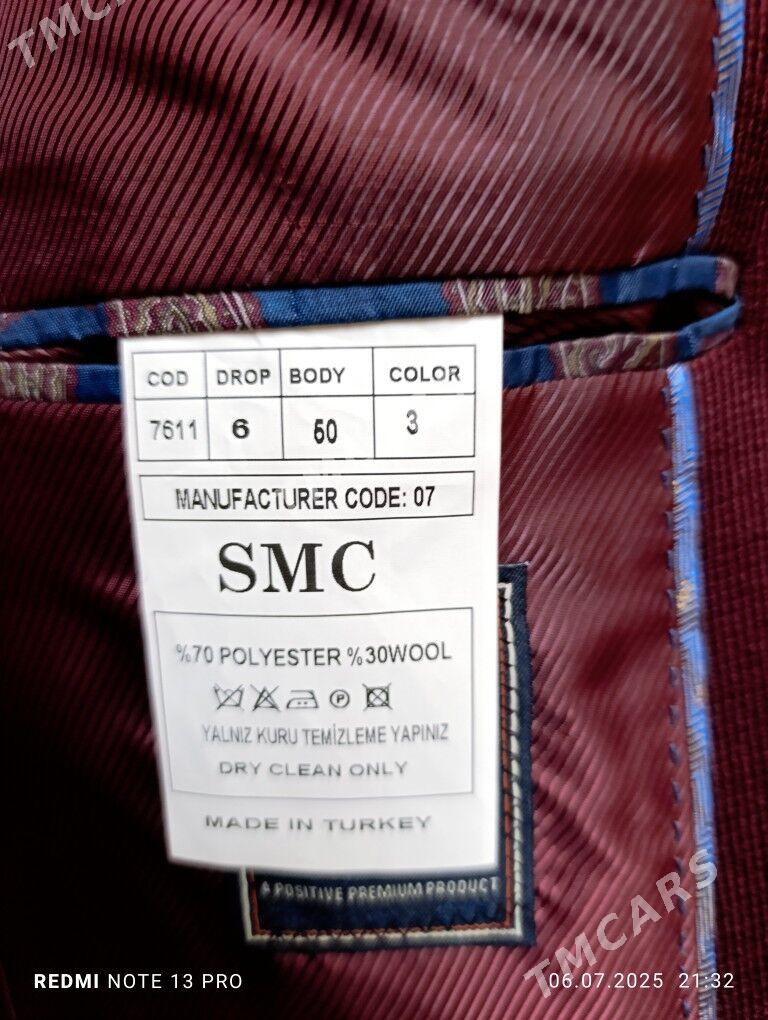 TMCARS
COD DROP BODY COLOR
7611 6 50 3
MANUFACTURER CODE: 07
SMC
%70 POLYESTER %30WOOL
P
YALNIZ KURU TEMİZLEME YAPINIZ
DRY CLEAN ONLY
MADE IN TURKEY
A POSITIVE PREMIUM PRODUCT
TMCARS
REDMI NOTE 13 PRO
06.07.2025 21:32